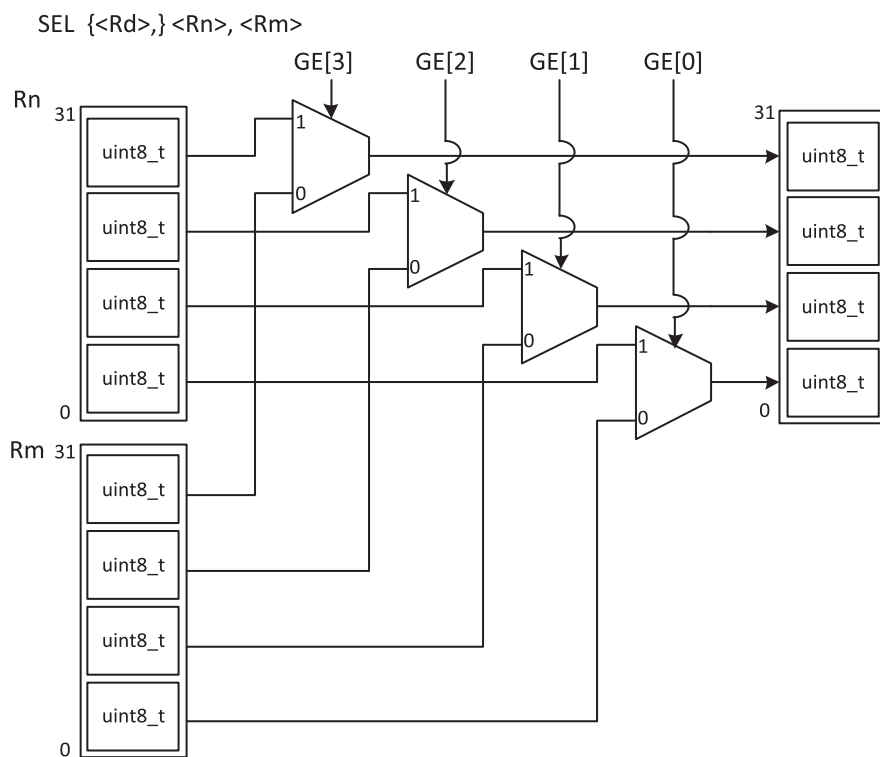 SEL {<Rd>,} <Rn>, <Rm>
GE[3] GE[2] GE[1] GE[0]
Rn
31
31
1
uint8_t
uint8_t
0
1
uint8_t
uint8_t
0
1
uint8_t
uint8_t
0
1
uint8_t
uint8_t
0
0
0
Rm
31
uint8_t
uint8_t
uint8_t
uint8_t
0